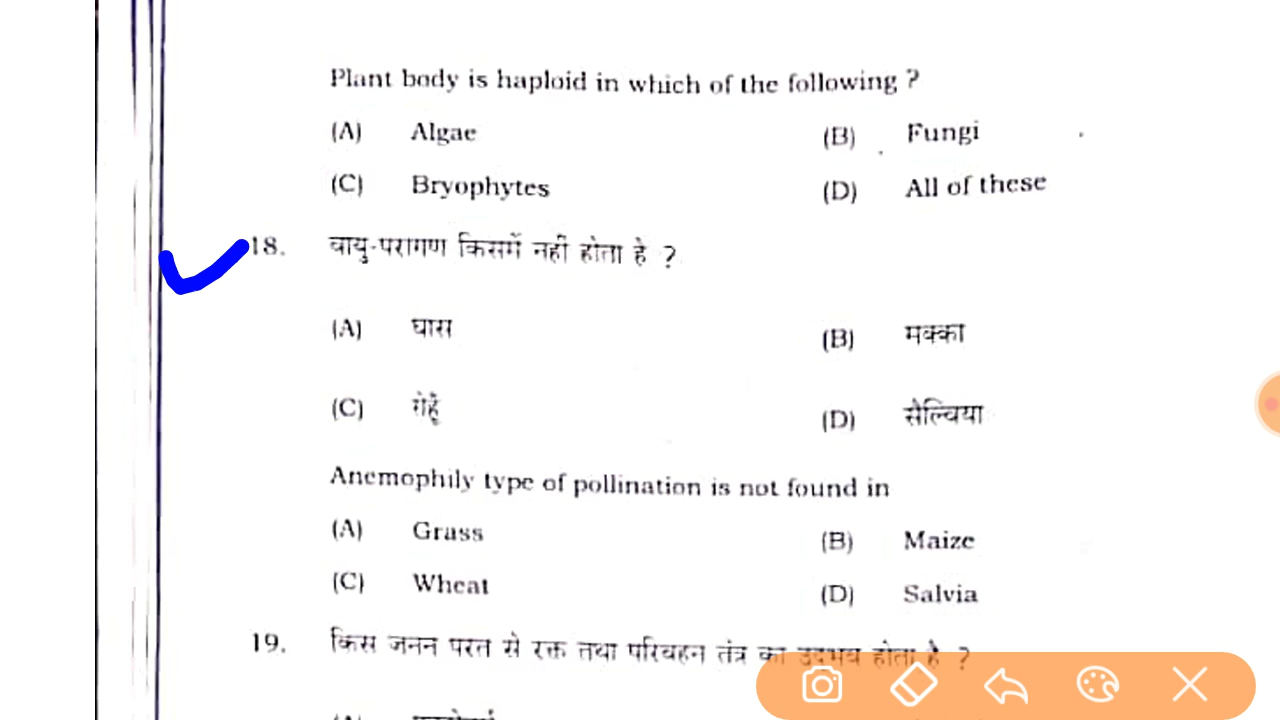 Plant body is haploid in which of the following ?
(A) Algae (B) Fungi
(C) Bryophytes (D) All of these
18. वायु-परागण किसमें नहीं होता है ?
(A) घास (B) मक्का
(C) गेहूँ (D) सैल्विया
Anemophily type of pollination is not found in
(A) Grass (B) Maize
(C) Wheat (D) Salvia
19. किस जनन परत से रक्त तथा परिवहन तंत्र का उद्भव होता है ?
(A)